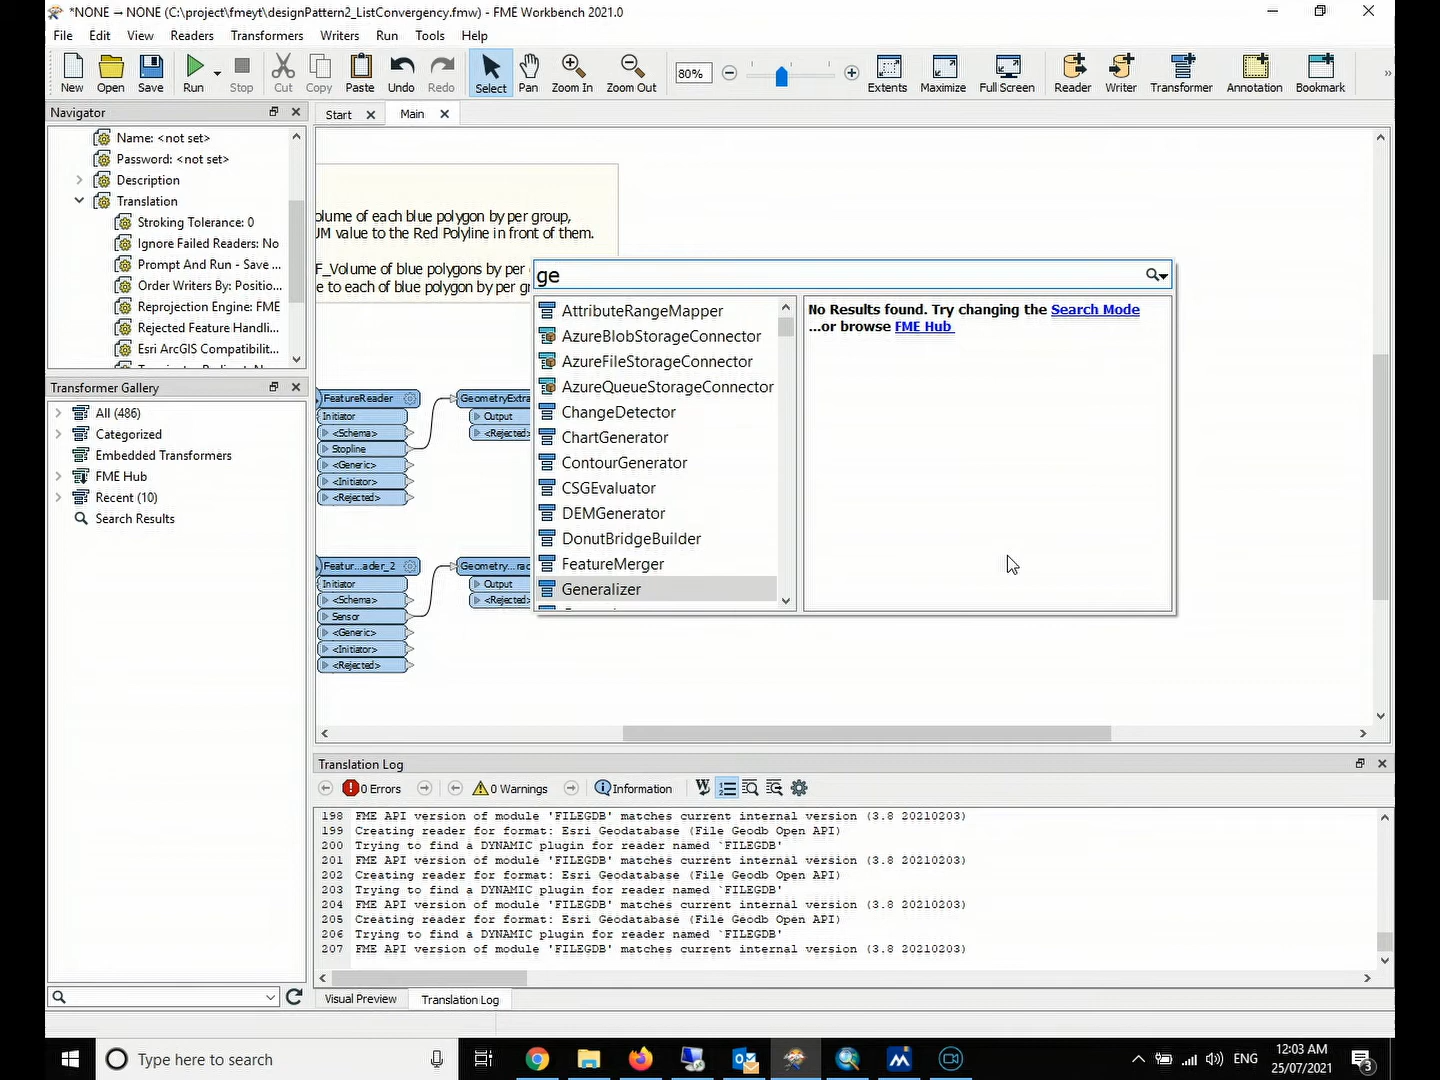 *NONE → NONE (C:\project\fmeyt\designPattern2_ListConvergency.fmw) - FME Workbench 2021.0
File Edit View Readers Transformers Writers Run Tools Help
New Open Save Run Stop Cut Copy Paste Undo Redo Select Pan Zoom In Zoom Out 80% Extents Maximize Full Screen Reader Writer Transformer Annotation Bookmark
Navigator
Start Main
Name: <not set>
Password: <not set>
Description
Translation
Stroking Tolerance: 0
Ignore Failed Readers: No
Prompt And Run - Save ...
Order Writers By: Positio...
Reprojection Engine: FME
Rejected Feature Handli...
Esri ArcGIS Compatibilit...
Transformer Gallery
All (486)
Categorized
Embedded Transformers
FME Hub
Recent (10)
Search Results
olume of each blue polygon by per group,
UM value to the Red Polyline in front of them.
F_Volume of blue polygons by per
e to each of blue polygon by per gr
FeatureReader
Initiator
<Schema>
Stopline
<Generic>
<Initiator>
<Rejected>
GeometryExtra
Output
<Rejected>
Featur...ader_2
Initiator
<Schema>
Sensor
<Generic>
<Initiator>
<Rejected>
Geometry...rac
Output
<Rejected>
ge
AttributeRangeMapper
AzureBlobStorageConnector
AzureFileStorageConnector
AzureQueueStorageConnector
ChangeDetector
ChartGenerator
ContourGenerator
CSGEvaluator
DEMGenerator
DonutBridgeBuilder
FeatureMerger
Generalizer
No Results found. Try changing the Search Mode
...or browse FME Hub
Translation Log
0 Errors 0 Warnings Information
198 FME API version of module 'FILEGDB' matches current internal version (3.8 20210203)
199 Creating reader for format: Esri Geodatabase (File Geodb Open API)
200 Trying to find a DYNAMIC plugin for reader named `FILEGDB'
201 FME API version of module 'FILEGDB' matches current internal version (3.8 20210203)
202 Creating reader for format: Esri Geodatabase (File Geodb Open API)
203 Trying to find a DYNAMIC plugin for reader named `FILEGDB'
204 FME API version of module 'FILEGDB' matches current internal version (3.8 20210203)
205 Creating reader for format: Esri Geodatabase (File Geodb Open API)
206 Trying to find a DYNAMIC plugin for reader named `FILEGDB'
207 FME API version of module 'FILEGDB' matches current internal version (3.8 20210203)
Visual Preview Translation Log
Type here to search
ENG
12:03 AM
25/07/2021
3